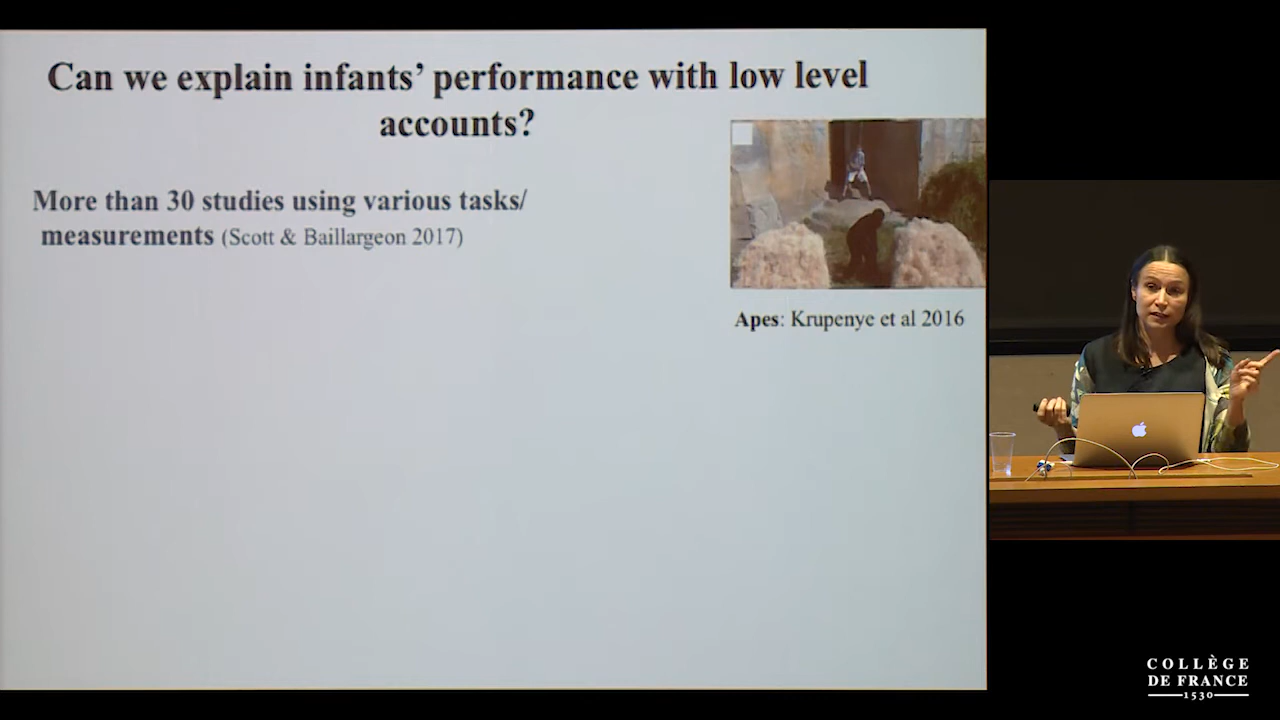 Can we explain infants’ performance with low level
accounts?
More than 30 studies using various tasks/
measurements (Scott & Baillargeon 2017)
Apes: Krupenye et al 2016
COLLÈGE
DE FRANCE
1530